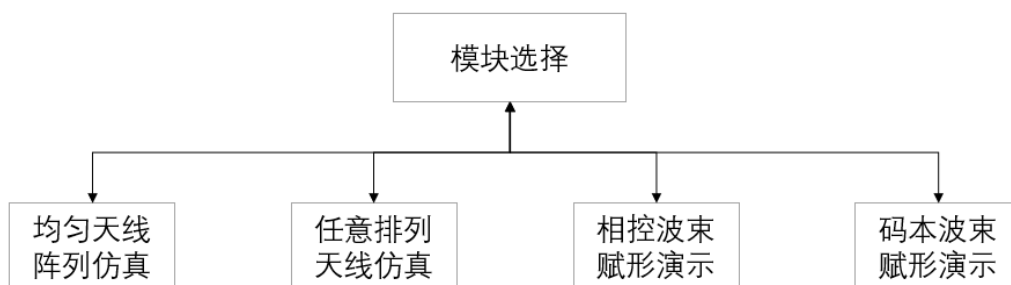 模块选择
均匀天线
阵列仿真
任意排列
天线仿真
相控波束
赋形演示
码本波束
赋形演示